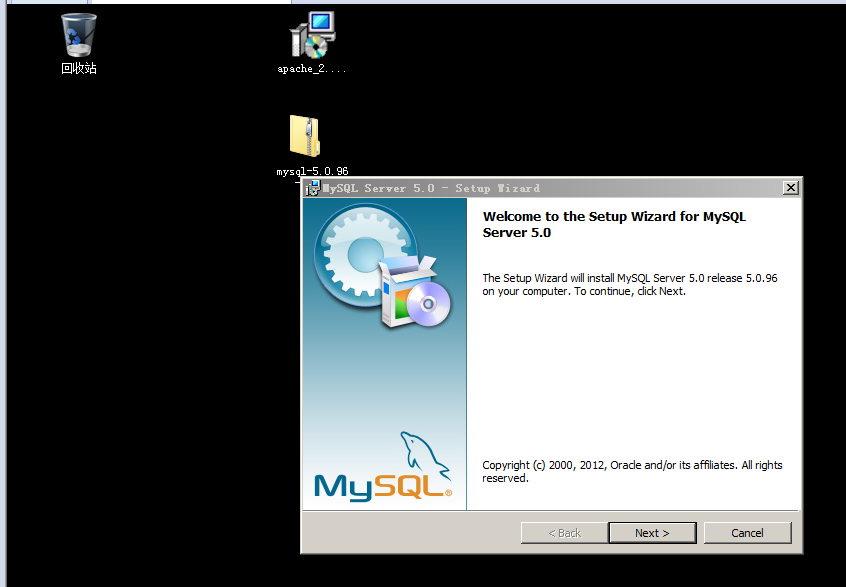 回收站
apache_2....
mysql-5.0.96
MySQL Server 5.0 - Setup Wizard
Welcome to the Setup Wizard for MySQL
Server 5.0
The Setup Wizard will install MySQL Server 5.0 release 5.0.96
on your computer. To continue, click Next.
MySQL®
Copyright (c) 2000, 2012, Oracle and/or its affiliates. All rights
reserved.
< Back
Next >
Cancel